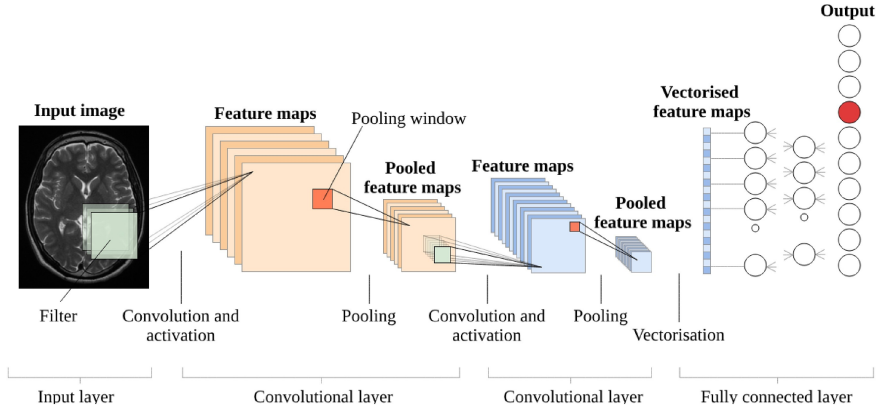 Output
Input image
Feature maps
Pooling window
Vectorised
feature maps
Pooled
feature maps
Feature maps
Pooled
feature maps
Filter
Convolution and
activation
Pooling
Convolution and
activation
Pooling
Vectorisation
Input layer
Convolutional layer
Convolutional layer
Fully connected layer